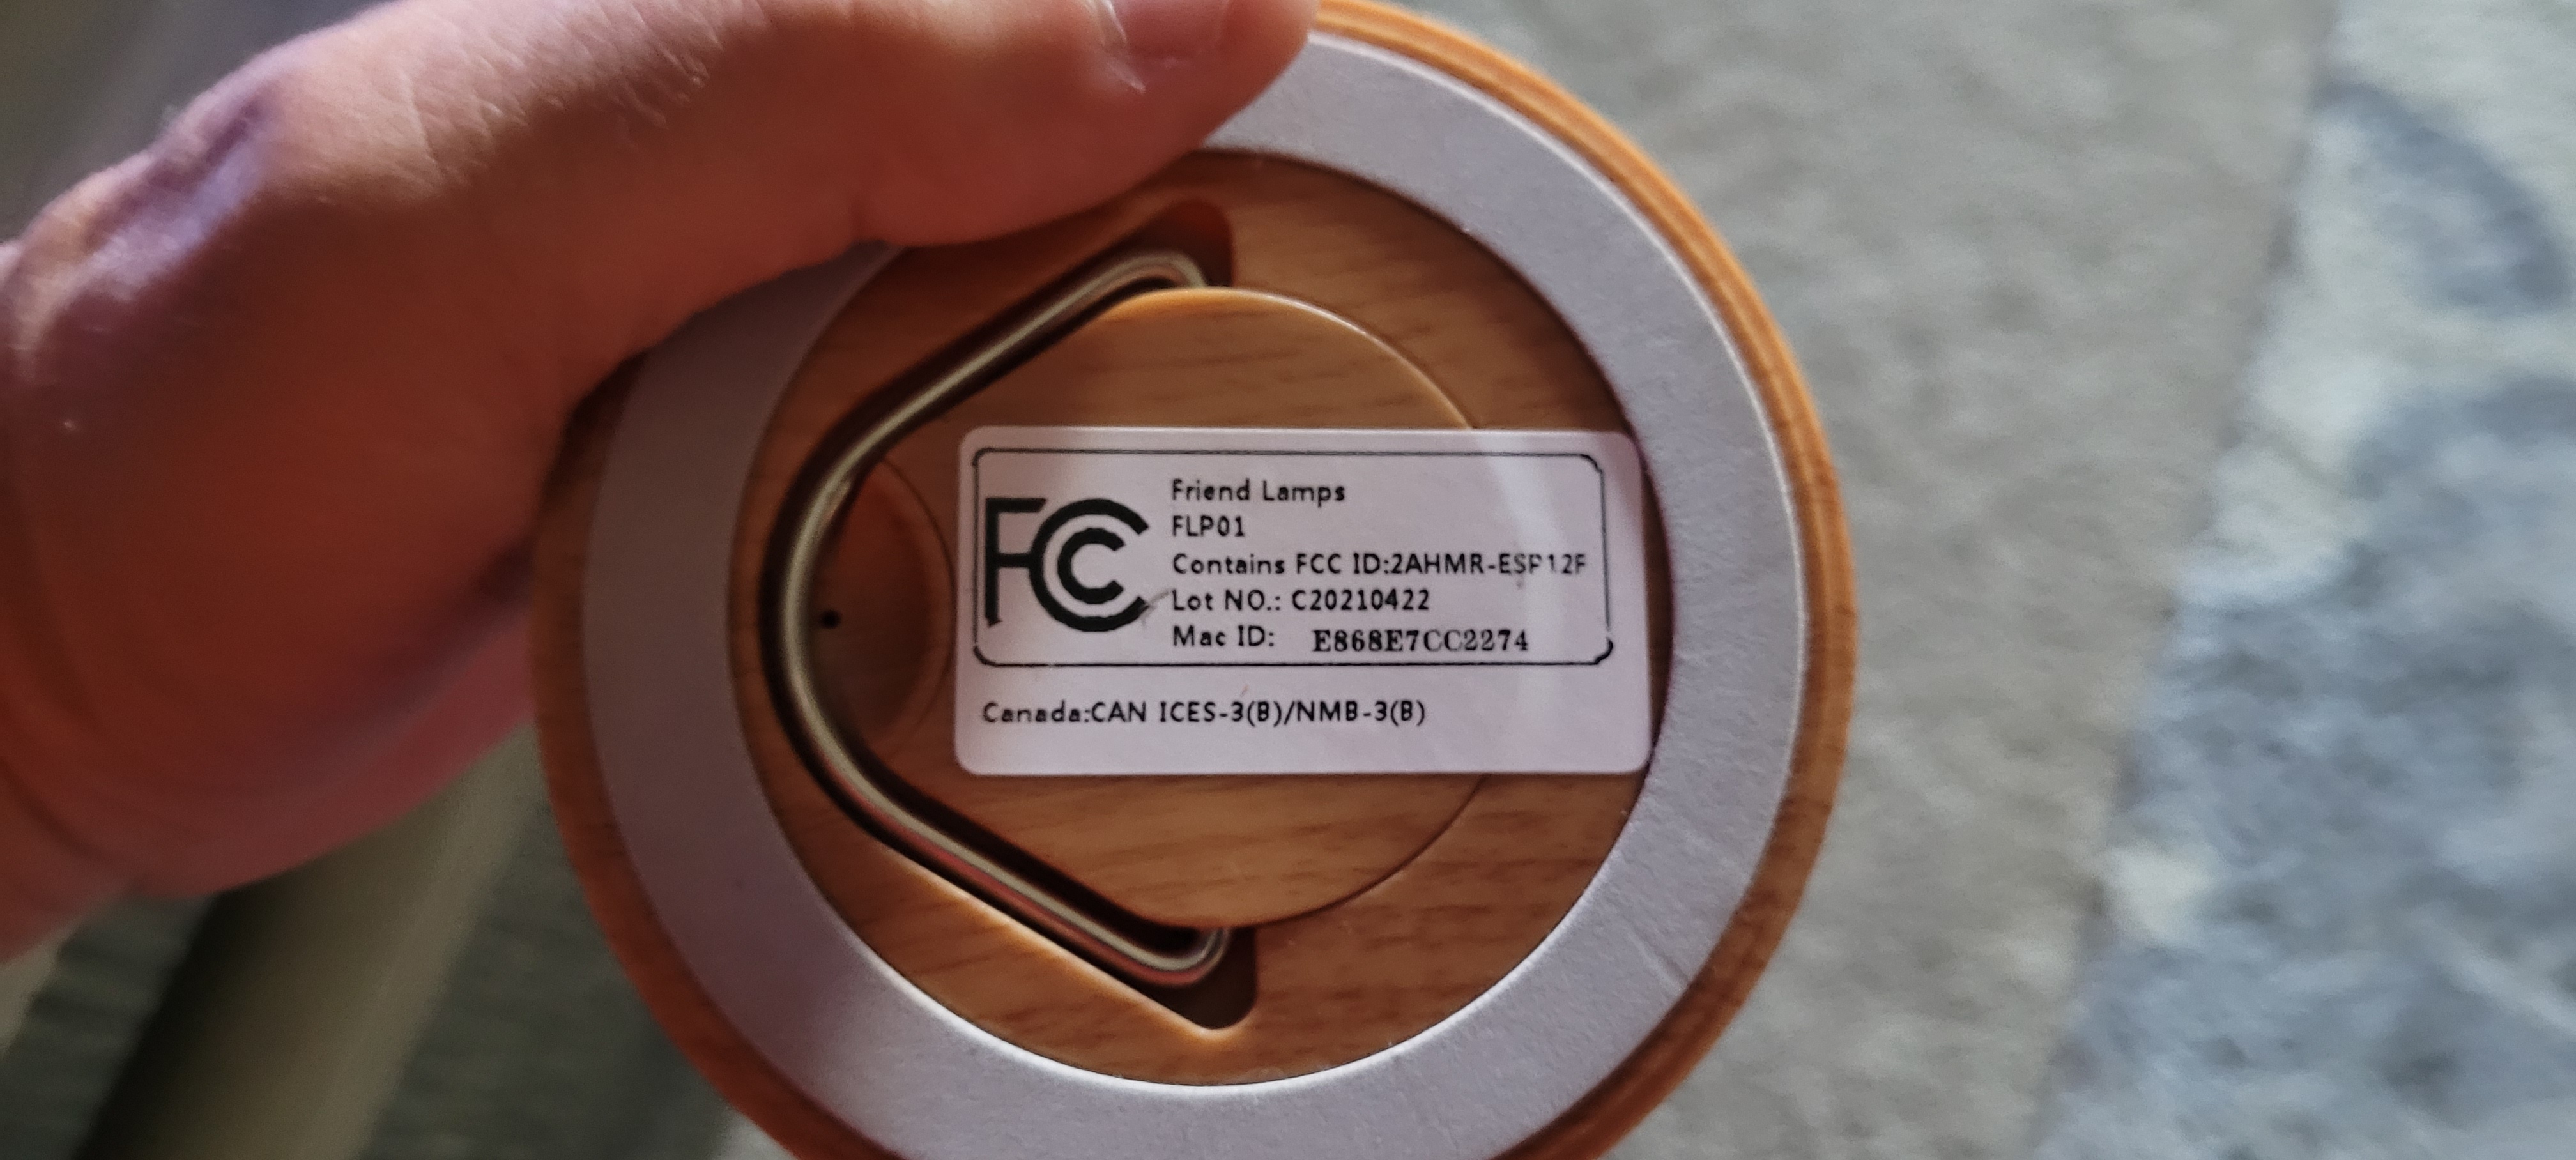 FC
Friend Lamps
FLP01
Contains FCC ID:2AHMR-ESP12F
Lot NO.: C20210422
Mac ID: E868E7CC2274
Canada:CAN ICES-3(B)/NMB-3(B)